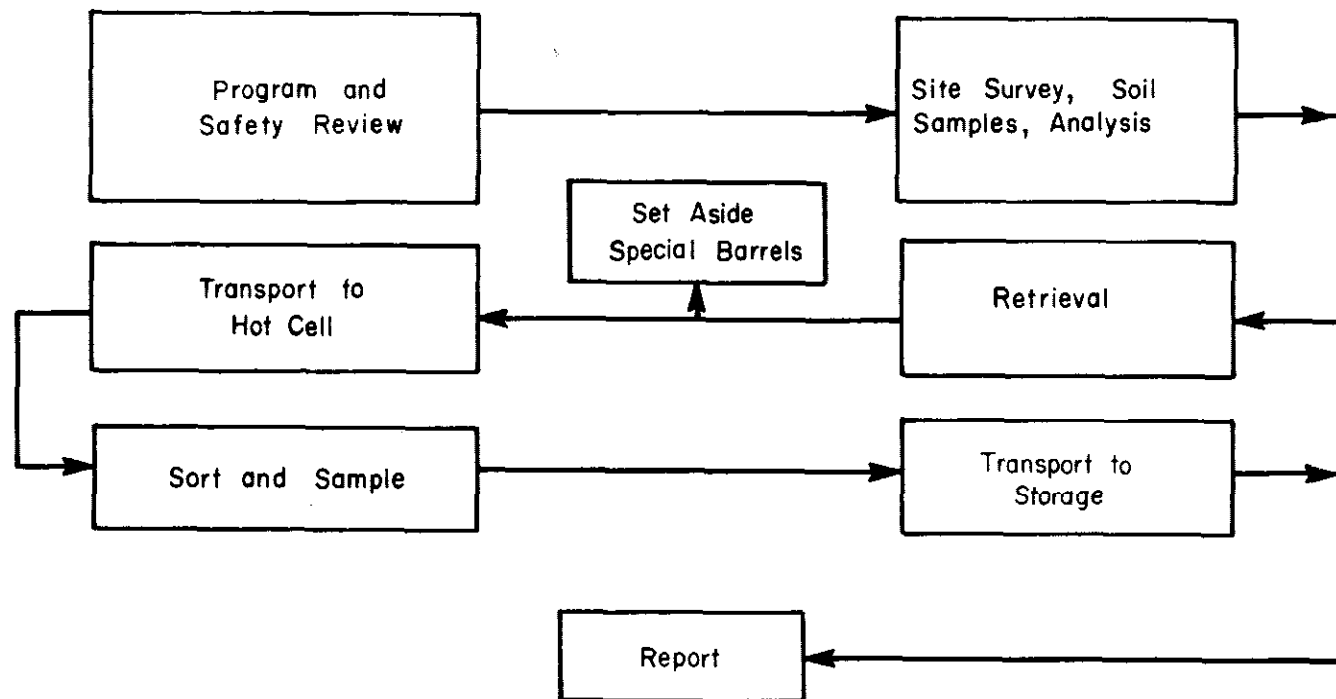 Program and
Safety Review
Site Survey, Soil
Samples, Analysis
Set Aside
Special Barrels
Transport fo
Hot Cell
Retrieval
Sort and Sample
Transport to
Storage
Report